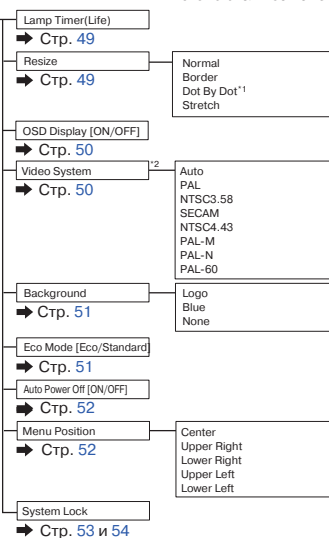 Lamp Timer(Life)
➡ Стр. 49
Resize
➡ Стр. 49
Normal
Border
Dot By Dot*1
Stretch
OSD Display [ON/OFF]
➡ Стр. 50
Video System
*2
➡ Стр. 50
Auto
PAL
NTSC3.58
SECAM
NTSC4.43
PAL-M
PAL-N
PAL-60
Background
➡ Стр. 51
Logo
Blue
None
Eco Mode [Eco/Standard]
➡ Стр. 51
Auto Power Off [ON/OFF]
➡ Стр. 52
Menu Position
➡ Стр. 52
Center
Upper Right
Lower Right
Upper Left
Lower Left
System Lock
➡ Стр. 53 и 54